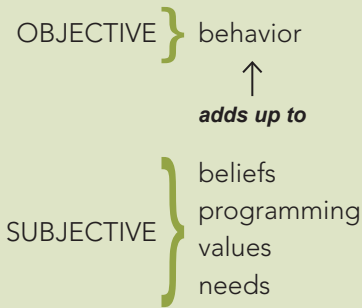 OBJECTIVE } behavior
adds up to
beliefs
programming
SUBJECTIVE } values
needs